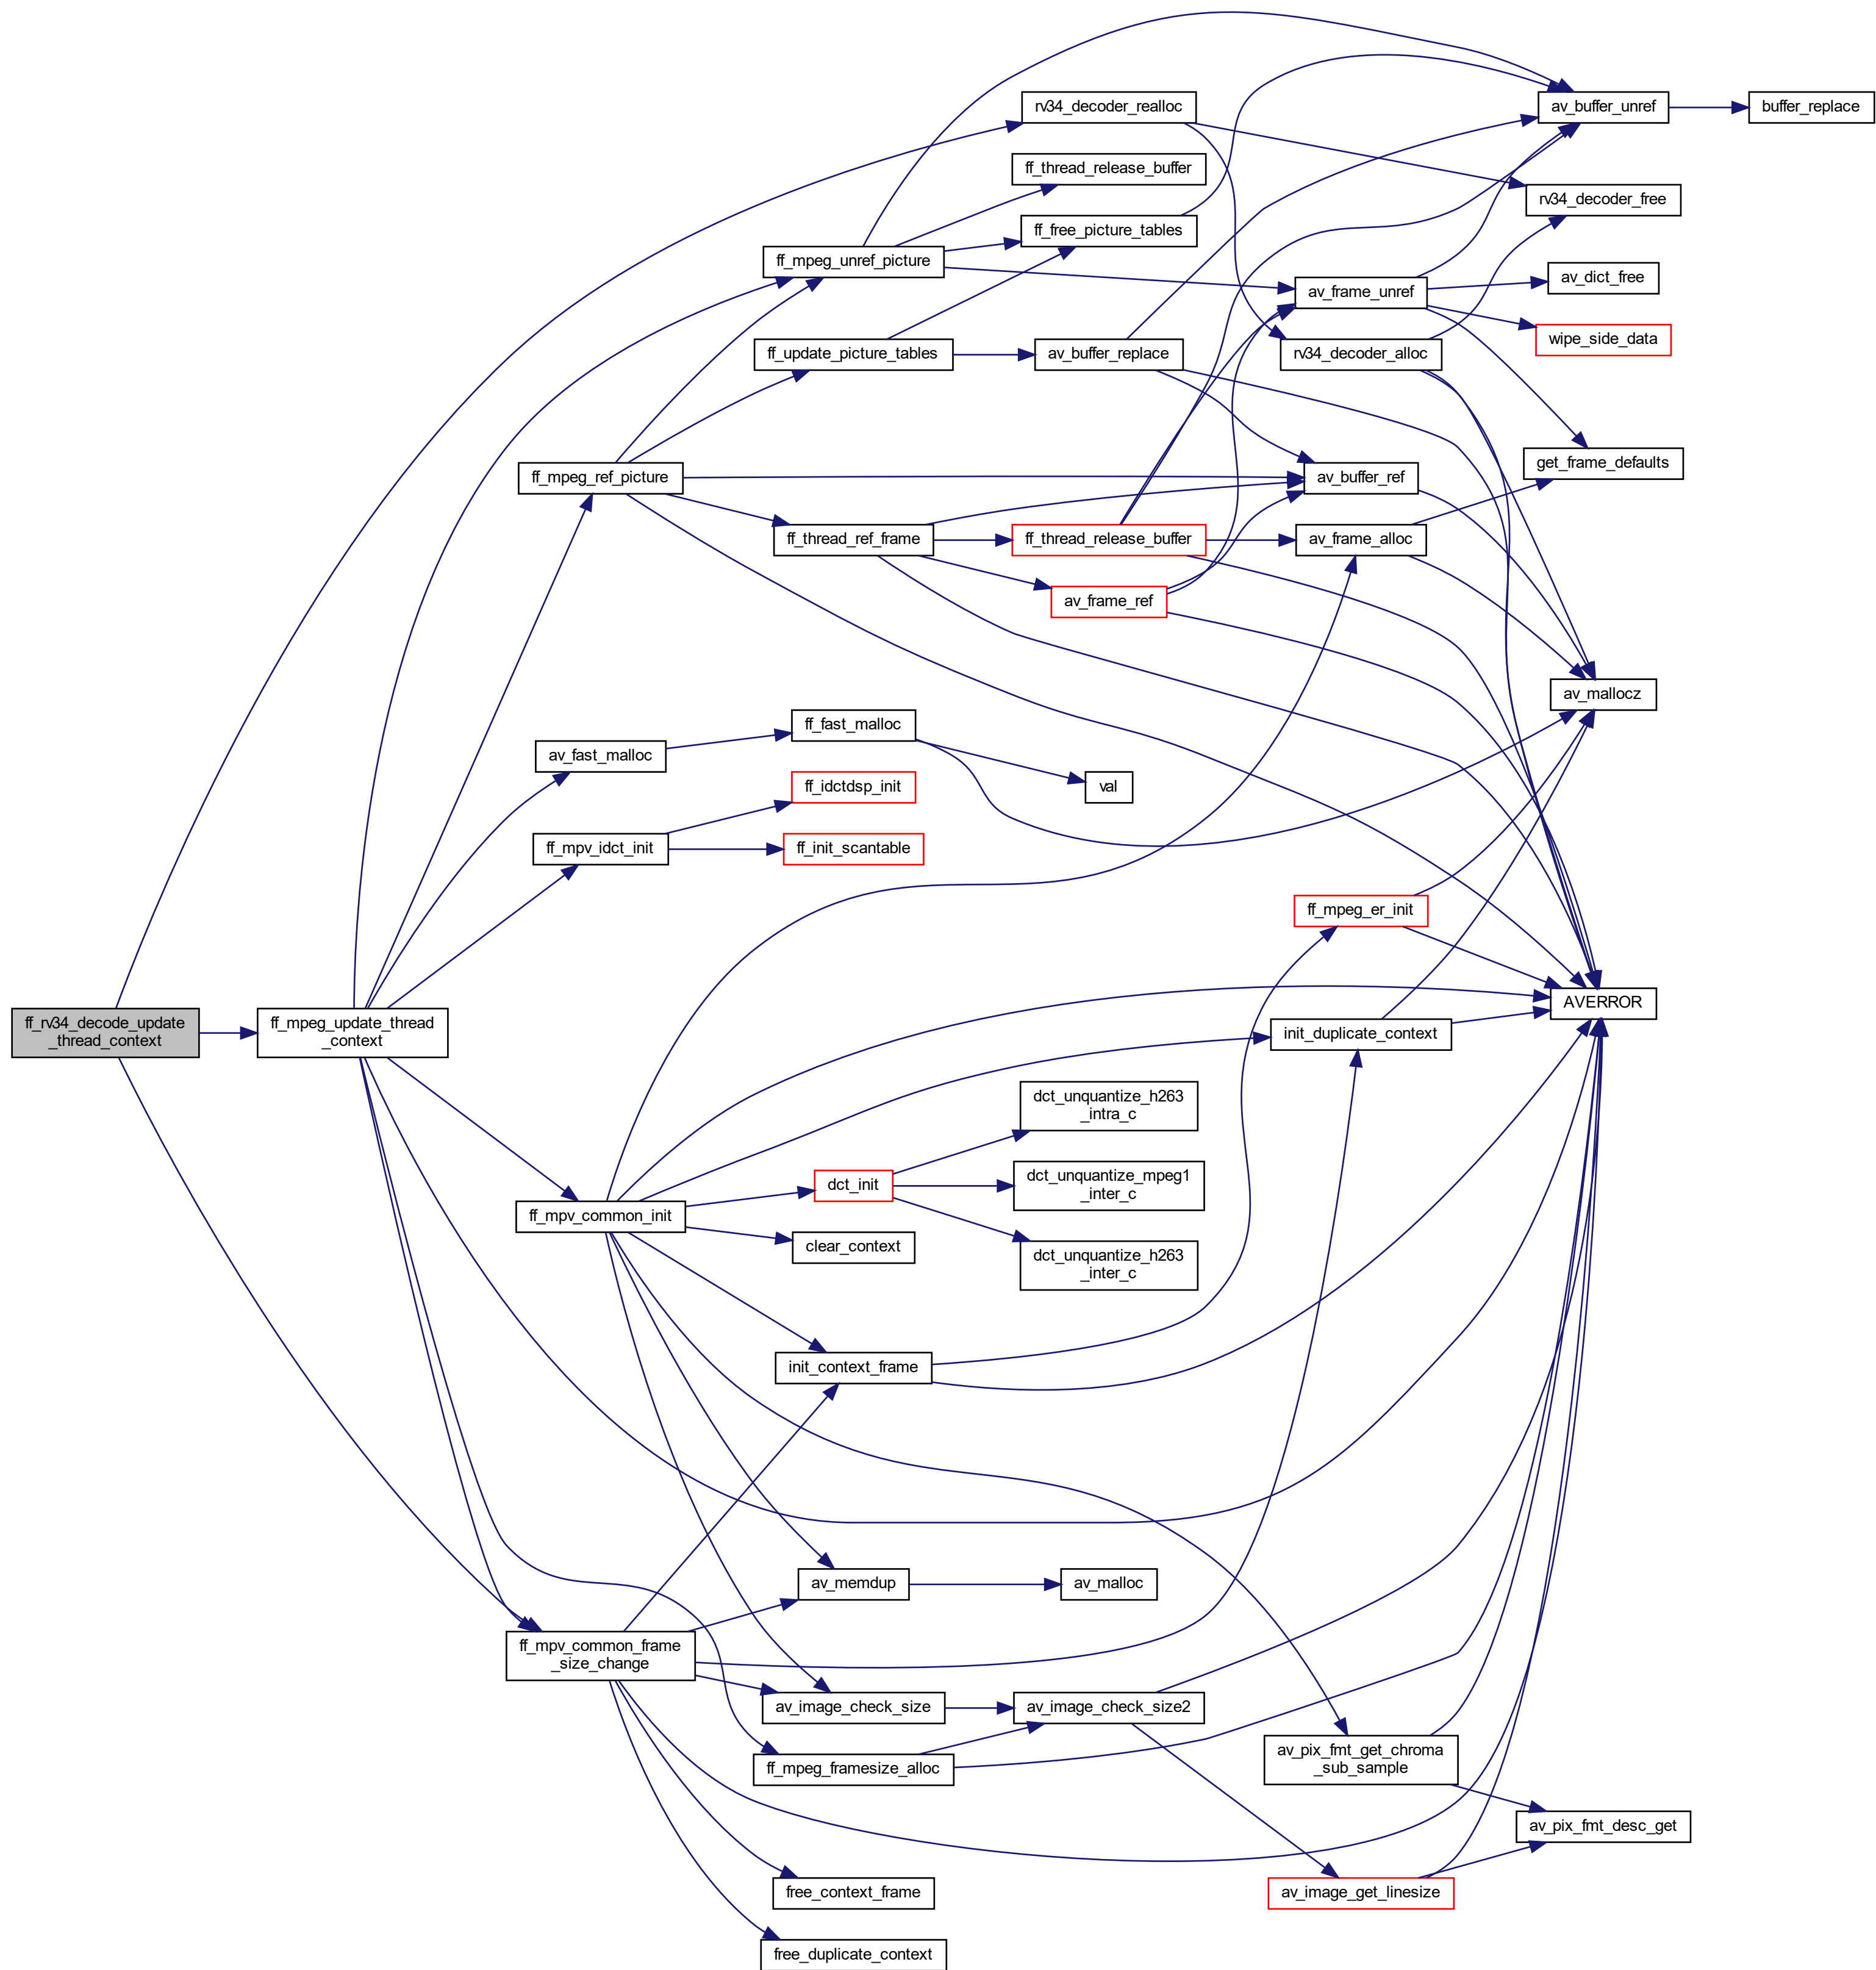 rv34_decoder_realloc
av_buffer_unref
buffer_replace
ff_thread_release_buffer
rv34_decoder_free
ff_free_picture_tables
ff_mpeg_unref_picture
av_frame_unref
av_dict_free
wipe_side_data
ff_update_picture_tables
av_buffer_replace
rv34_decoder_alloc
get_frame_defaults
ff_mpeg_ref_picture
av_buffer_ref
ff_thread_ref_frame
ff_thread_release_buffer
av_frame_alloc
av_frame_ref
av_mallocz
ff_fast_malloc
av_fast_malloc
val
ff_idctdsp_init
ff_mpv_idct_init
ff_init_scantable
ff_mpeg_er_init
AVERROR
ff_rv34_decode_update
_thread_context
ff_mpeg_update_thread
_context
init_duplicate_context
dct_unquantize_h263
_intra_c
dct_init
dct_unquantize_mpeg1
_inter_c
ff_mpv_common_init
clear_context
dct_unquantize_h263
_inter_c
init_context_frame
av_memdup
av_malloc
ff_mpv_common_frame
_size_change
av_image_check_size
av_image_check_size2
ff_mpeg_framesize_alloc
av_pix_fmt_get_chroma
_sub_sample
av_pix_fmt_desc_get
free_context_frame
av_image_get_linesize
free_duplicate_context